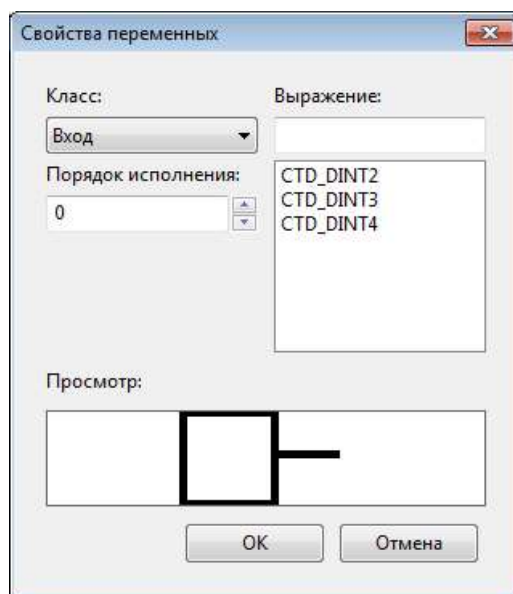 Свойства переменных
Класс:
Выражение:
Вход
Порядок исполнения:
0
CTD_DINT2
CTD_DINT3
CTD_DINT4
Просмотр:
OK
Отмена